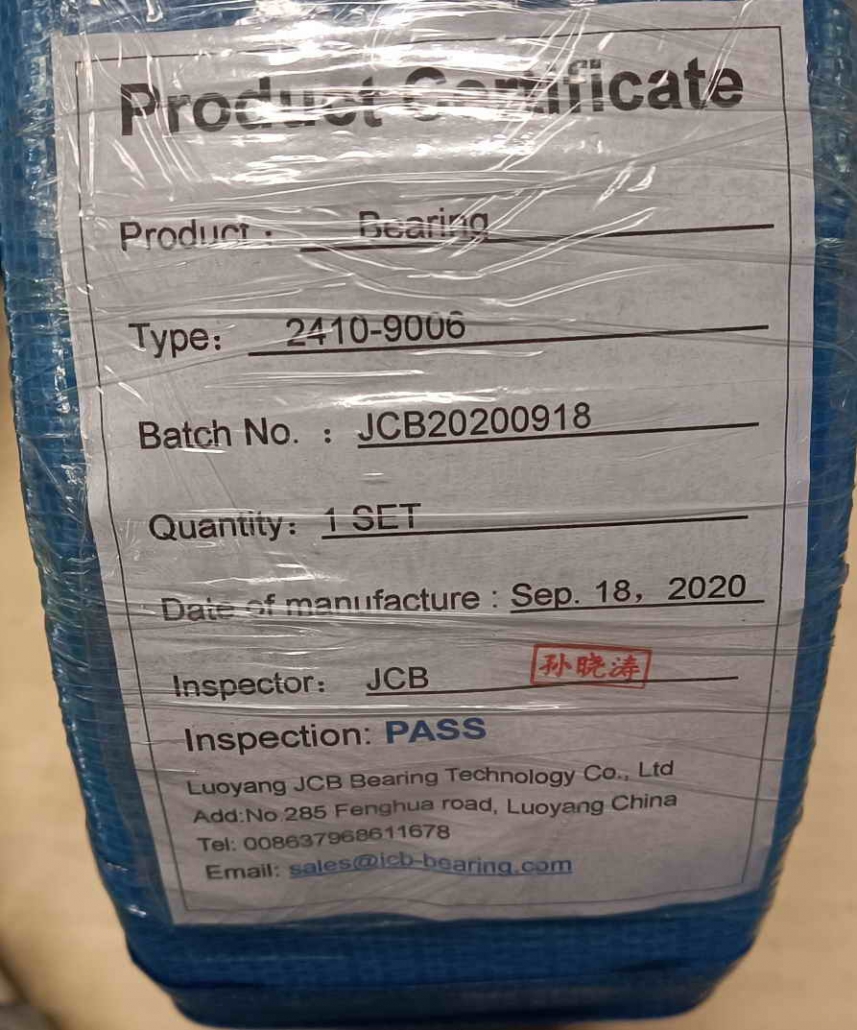 Product Certificate
Product : Bearing
Type: 2410-9006
Batch No. : JCB20200918
Quantity: 1 SET
Date of manufacture : Sep. 18, 2020
Inspector: JCB 孙晓涛
Inspection: PASS
Luoyang JCB Bearing Technology Co., Ltd
Add:No 285 Fenghua road, Luoyang China
Tel: 008637968611678
Email: sales@jcb-bearing.com